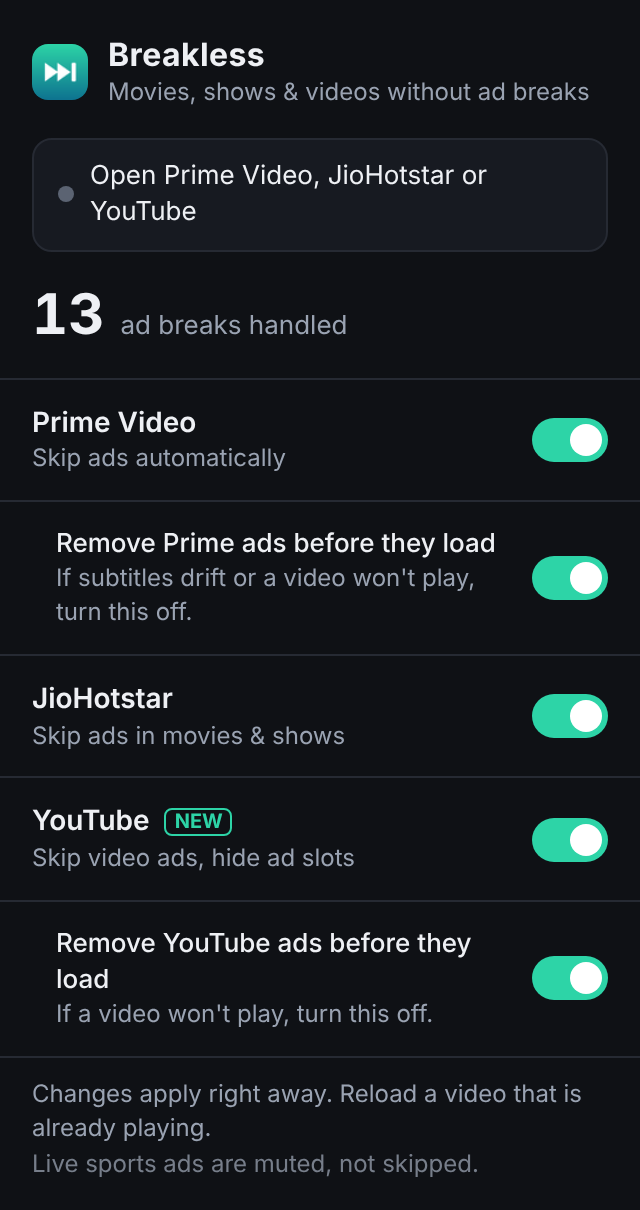 Breakless
Movies, shows & videos without ad breaks
Open Prime Video, JioHotstar or
YouTube
13 ad breaks handled
Prime Video
Skip ads automatically
Remove Prime ads before they load
If subtitles drift or a video won't play,
turn this off.
JioHotstar
Skip ads in movies & shows
YouTube NEW
Skip video ads, hide ad slots
Remove YouTube ads before they
load
If a video won't play, turn this off.
Changes apply right away. Reload a video that is
already playing.
Live sports ads are muted, not skipped.